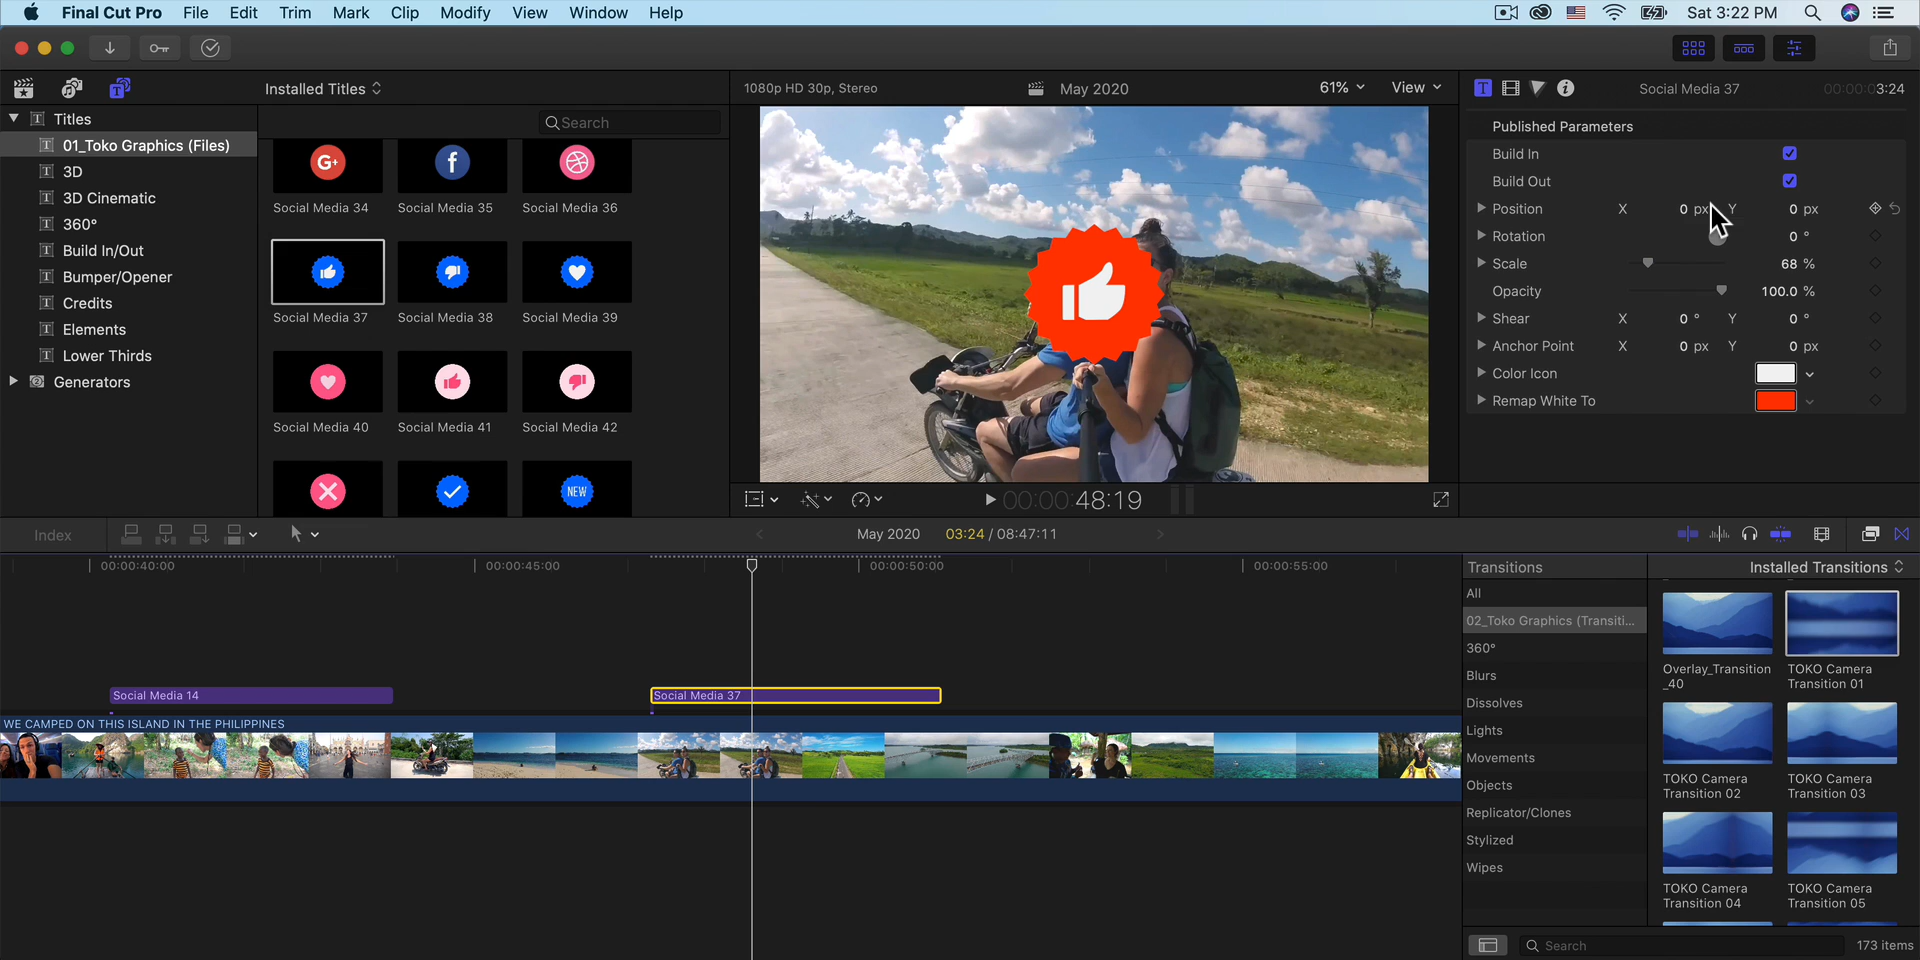 Final Cut Pro File Edit Trim Mark Clip Modify View Window Help Sat 3:22 PM
Installed Titles
1080p HD 30p, Stereo May 2020 61% View
Social Media 37 00:00:03:24
Titles
Search
01_Toko Graphics (Files)
3D
3D Cinematic
360°
Build In/Out
Bumper/Opener
Credits
Elements
Lower Thirds
Generators
G+ f
Social Media 34 Social Media 35 Social Media 36
Social Media 37 Social Media 38 Social Media 39
Social Media 40 Social Media 41 Social Media 42
NEW
Published Parameters
Build In
Build Out
Position X 0 px Y 0 px
Rotation 0 °
Scale 68 %
Opacity 100.0 %
Shear X 0 ° Y 0 °
Anchor Point X 0 px Y 0 px
Color Icon
Remap White To
00:00:48:19
Index
May 2020 03:24 / 08:47:11
00:00:40:00 00:00:45:00 00:00:50:00 00:00:55:00
Social Media 14 Social Media 37
WE CAMPED ON THIS ISLAND IN THE PHILIPPINES
Transitions Installed Transitions
All
02_Toko Graphics (Transiti...
360°
Blurs
Dissolves
Lights
Movements
Objects
Replicator/Clones
Stylized
Wipes
Overlay_Transition
_40
TOKO Camera
Transition 01
TOKO Camera
Transition 02
TOKO Camera
Transition 03
TOKO Camera
Transition 04
TOKO Camera
Transition 05
Search 173 items